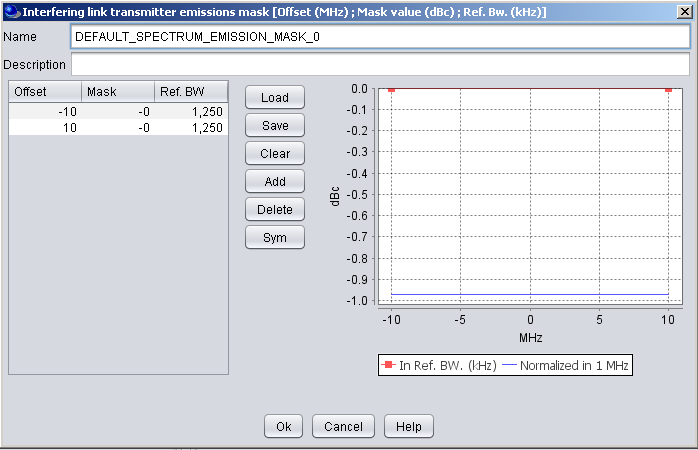 Interfering link transmitter emissions mask [Offset (MHz) ; Mask value (dBc) ; Ref. Bw. (kHz)]
Name DEFAULT_SPECTRUM_EMISSION_MASK_0
Description
Offset Mask Ref. BW
-10 -0 1,250
10 -0 1,250
Load
Save
Clear
Add
Delete
Sym
0.0
-0.1
-0.2
-0.3
-0.4
-0.5
-0.6
-0.7
-0.8
-0.9
-1.0
dBc
-10 -5 0 5 10
MHz
In Ref. BW. (kHz) Normalized in 1 MHz
Ok Cancel Help